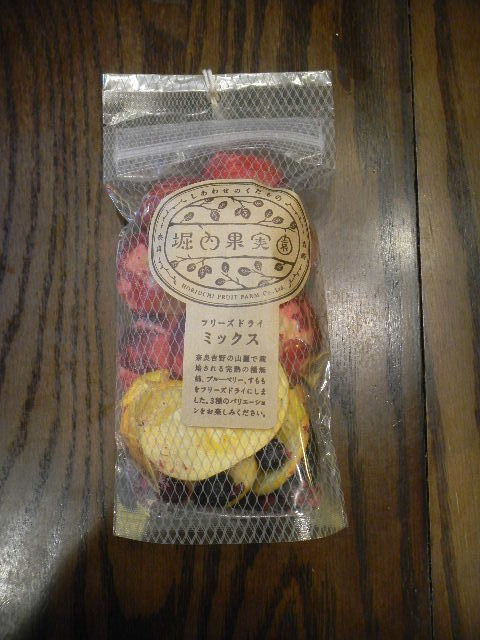 しあわせのくだもの
奈良
吉野
堀内果実園
HORIUCHI FRUIT FARM Co., Ltd.
フリーズドライ
ミックス
奈良吉野の山麓で栽
培される完熟の種無
柿、ブルーベリー、すもも
をフリーズドライにしま
した。3種のバリエーショ
ンをお楽しみください。